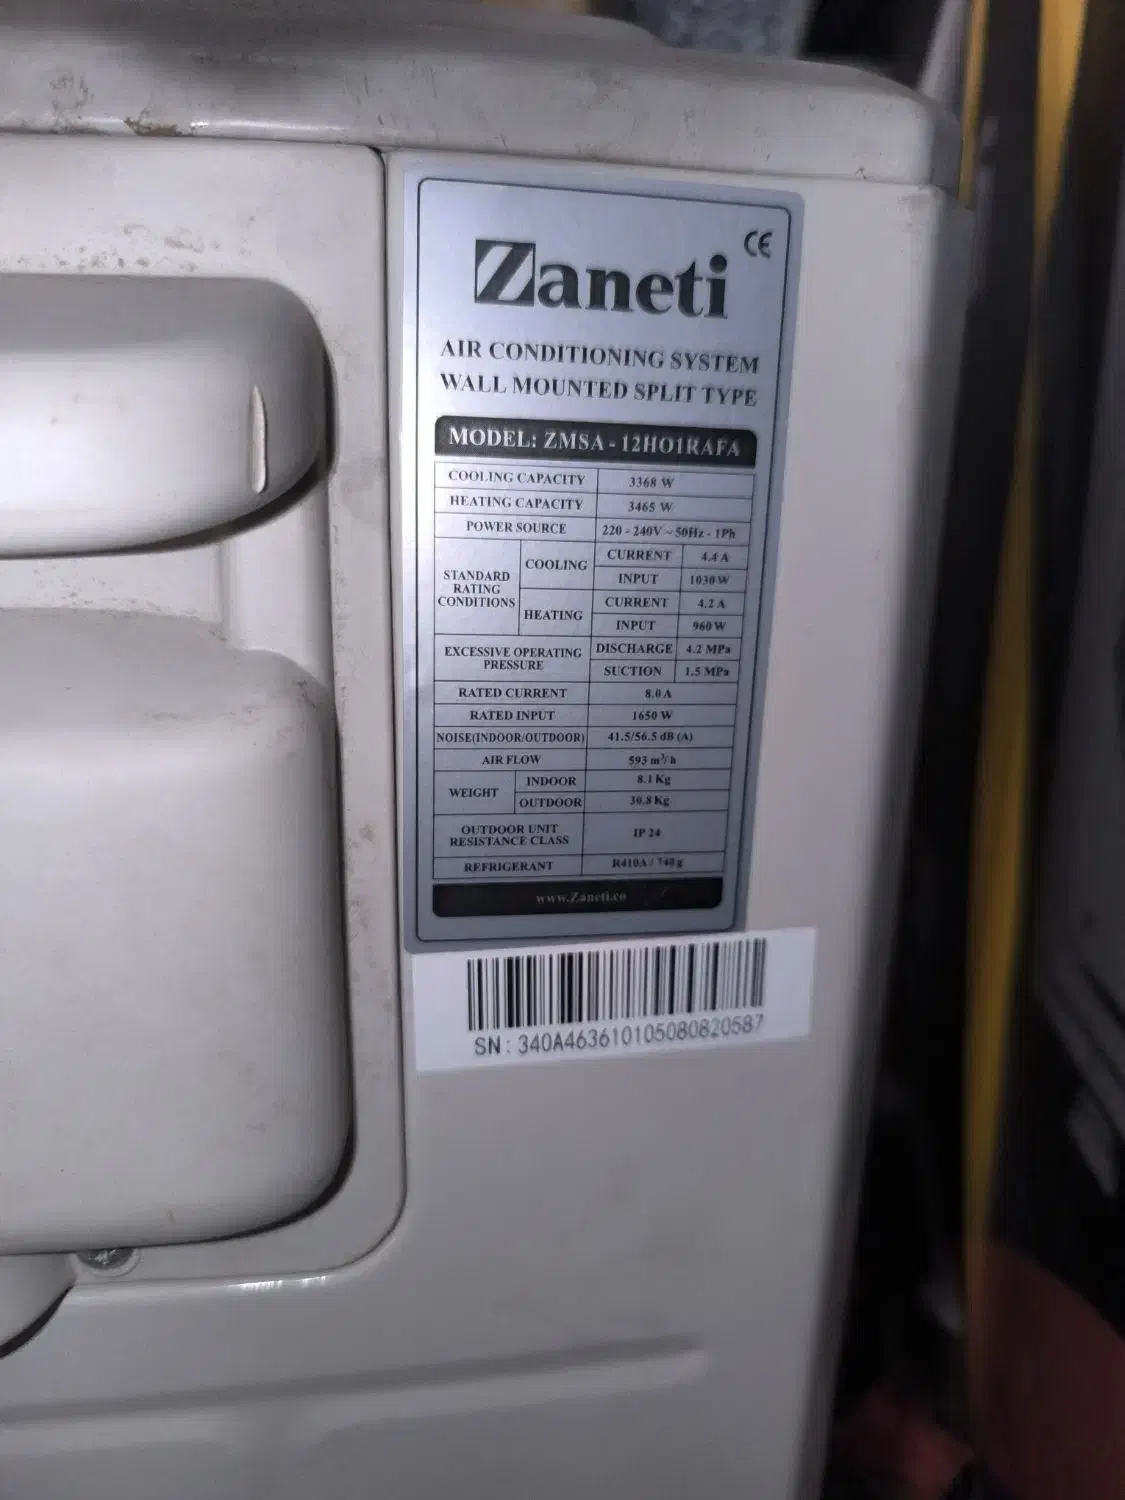 Zaneti CE
AIR CONDITIONING SYSTEM
WALL MOUNTED SPLIT TYPE
MODEL: ZMSA - 12HO1RAFA
COOLING CAPACITY 3368 W
HEATING CAPACITY 3465 W
POWER SOURCE 220 - 240V ~ 50Hz - 1Ph
STANDARD RATING CONDITIONS COOLING CURRENT 4.4 A
INPUT 1030 W
HEATING CURRENT 4.2 A
INPUT 960 W
EXCESSIVE OPERATING PRESSURE DISCHARGE 4.2 MPa
SUCTION 1.5 MPa
RATED CURRENT 8.0 A
RATED INPUT 1650 W
NOISE(INDOOR/OUTDOOR) 41.5/56.5 dB (A)
AIR FLOW 593 m³/h
WEIGHT INDOOR 8.1 Kg
OUTDOOR 30.8 Kg
OUTDOOR UNIT RESISTANCE CLASS IP 24
REFRIGERANT R410A / 740 g
www.Zaneti.co
SN: 340A463610105080820587